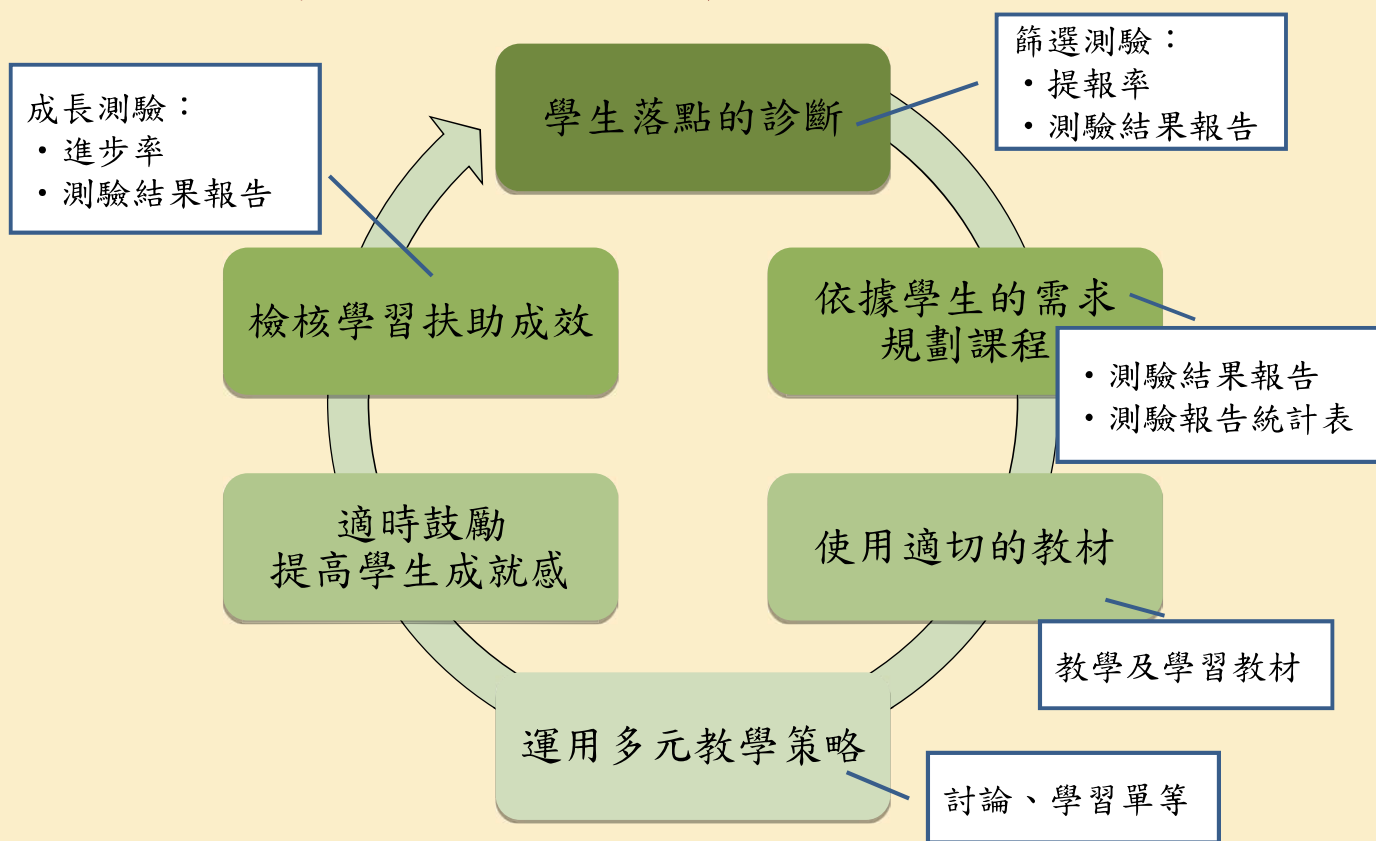 學生落點的診斷
篩選測驗：
・提報率
・測驗結果報告
依據學生的需求
規劃課程
・測驗結果報告
・測驗報告統計表
使用適切的教材
教學及學習教材
運用多元教學策略
討論、學習單等
適時鼓勵
提高學生成就感
檢核學習扶助成效
成長測驗：
・進步率
・測驗結果報告